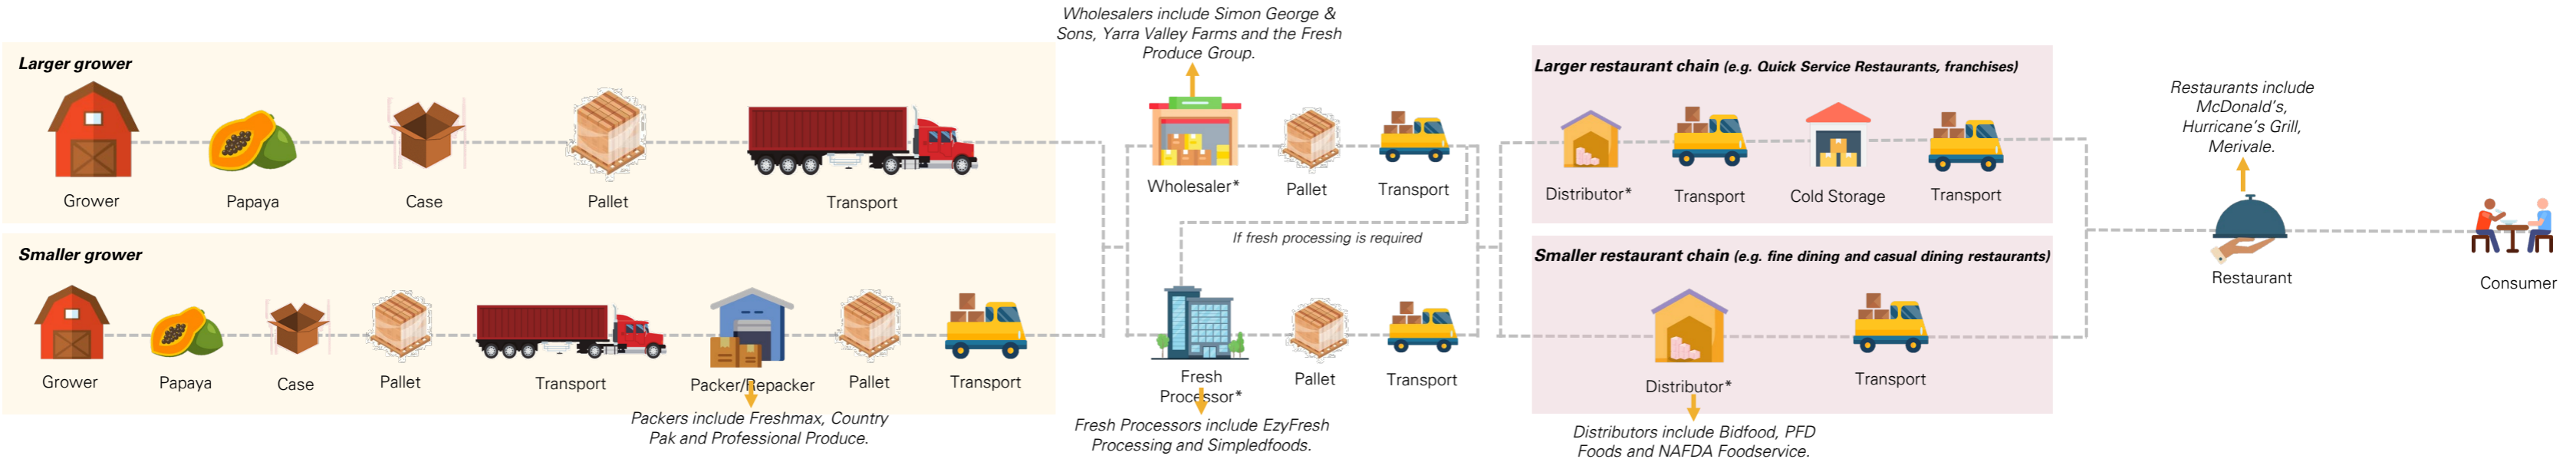 Wholesalers include Simon George &
Sons, Yarra Valley Farms and the Fresh
Produce Group.
Larger grower
Grower
Papaya
Case
Pallet
Transport
Wholesaler*
Pallet
Transport
Larger restaurant chain (e.g. Quick Service Restaurants, franchises)
Distributor*
Transport
Cold Storage
Transport
Restaurants include
McDonald's,
Hurricane's Grill,
Merivale.
If fresh processing is required
Smaller grower
Grower
Papaya
Case
Pallet
Transport
Packer/Repacker
Pallet
Transport
Packers include Freshmax, Country
Pak and Professional Produce.
Fresh
Processor*
Pallet
Transport
Fresh Processors include EzyFresh
Processing and Simpledfoods.
Smaller restaurant chain (e.g. fine dining and casual dining restaurants)
Distributor*
Transport
Distributors include Bidfood, PFD
Foods and NAFDA Foodservice.
Restaurant
Consumer